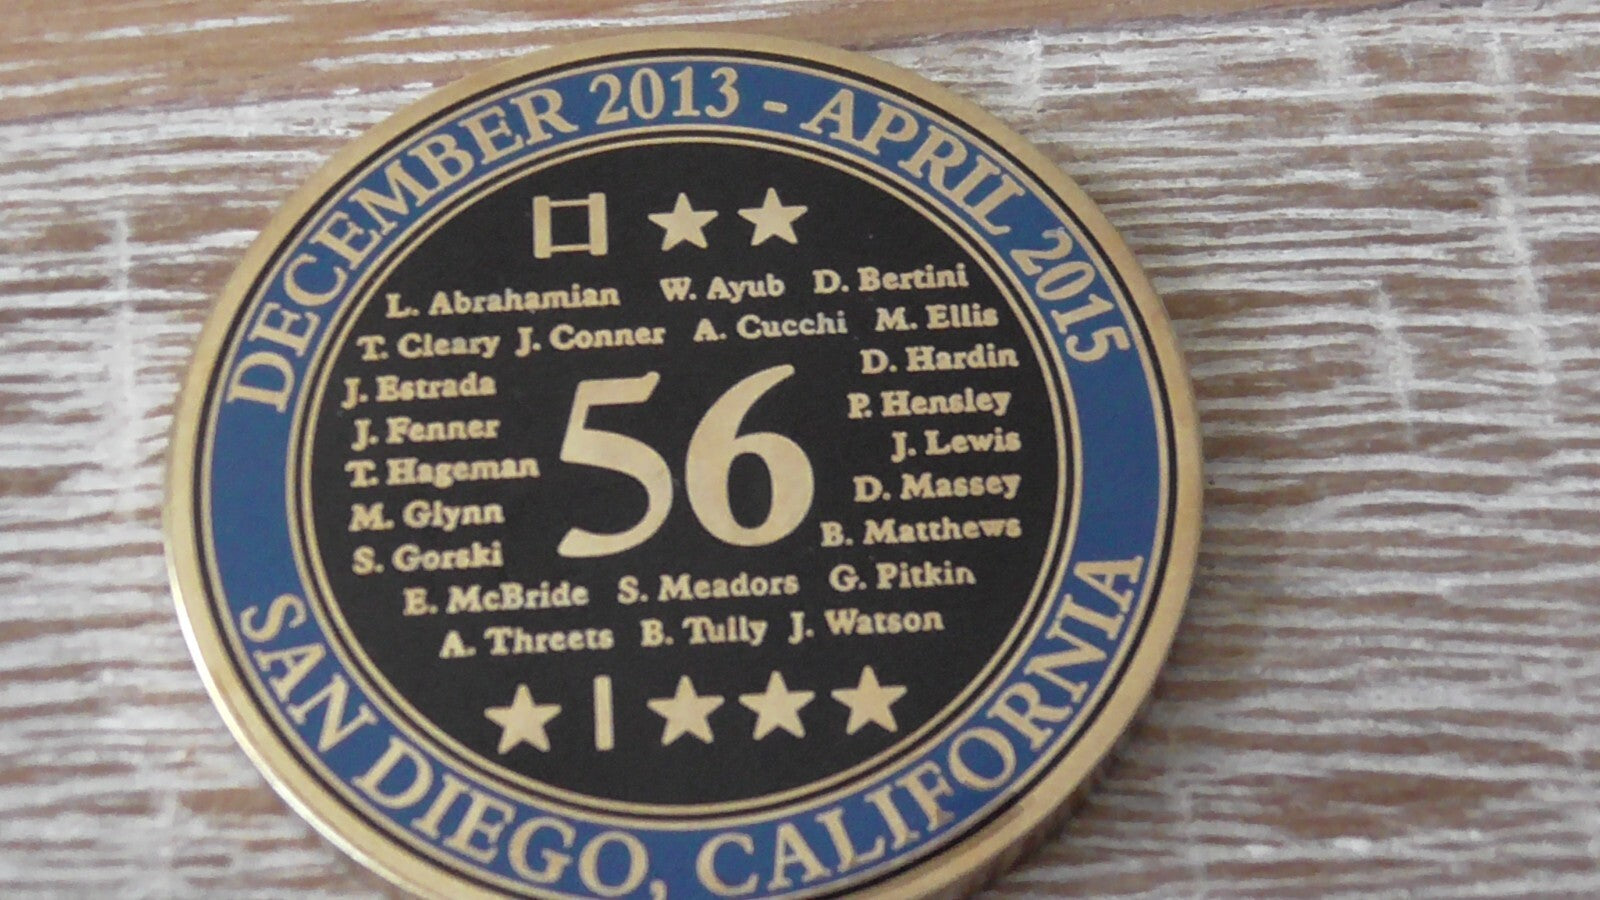 DECEMBER 2013 - APRIL 2015
L. Abrahamian W. Ayub D. Bertini
T. Cleary J. Conner A. Cucchi M. Ellis
J. Estrada
J. Fenner
T. Hageman
M. Glynn
S. Gorski
56
D. Hardin
P. Hensley
J. Lewis
D. Massey
B. Matthews
E. McBride S. Meadors G. Pitkin
A. Threets B. Tully J. Watson
SAN DIEGO, CALIFORNIA